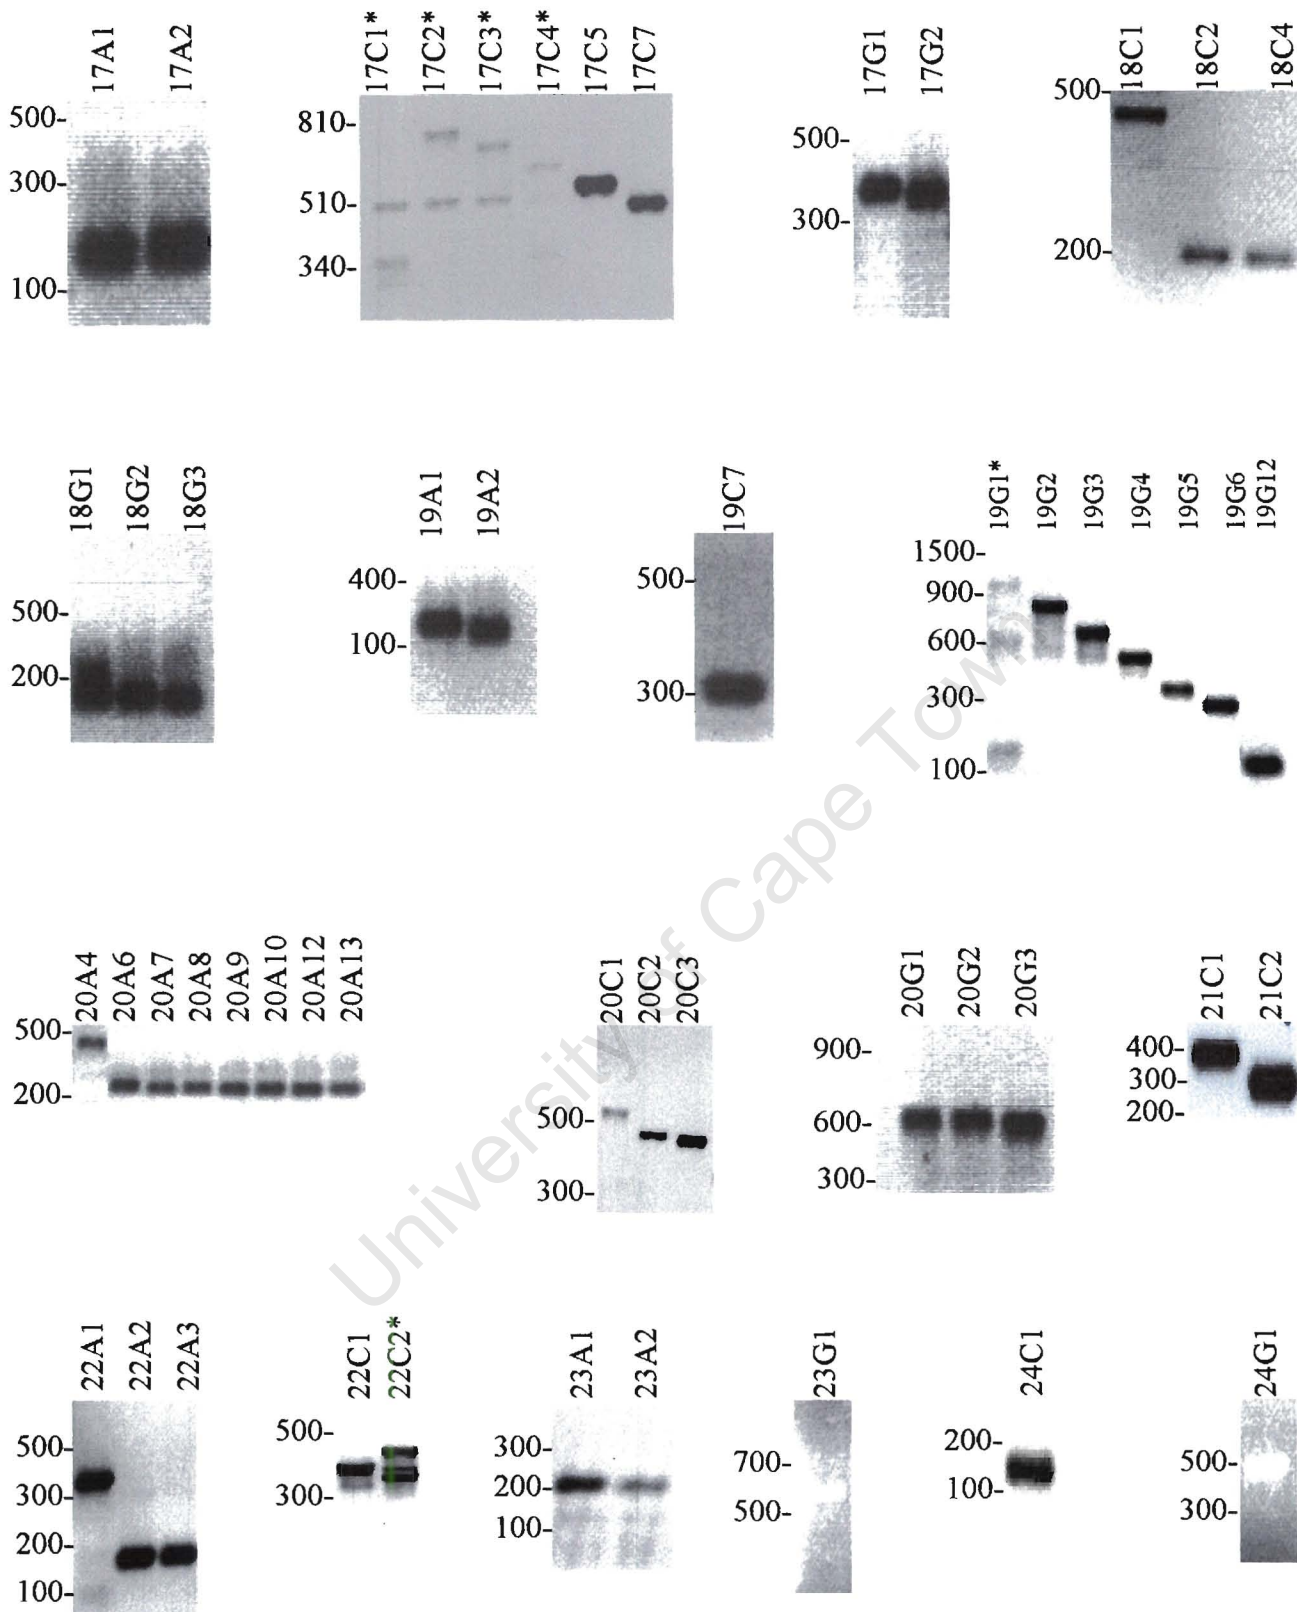 17A1 17A2
500-
300-
100-
17C1* 17C2* 17C3* 17C4* 17C5 17C7
810-
510-
340-
17G1 17G2
500-
300-
18C1 18C2 18C4
500-
200-
18G1 18G2 18G3
500-
200-
19A1 19A2
400-
100-
19C7
500-
300-
19G1* 19G2 19G3 19G4 19G5 19G6 19G12
1500-
900-
600-
300-
100-
20A4 20A6 20A7 20A8 20A9 20A10 20A12 20A13
500-
200-
20C1 20C2 20C3
500-
300-
20G1 20G2 20G3
900-
600-
300-
21C1 21C2
400-
300-
200-
22A1 22A2 22A3
500-
300-
200-
100-
22C1 22C2*
500-
300-
23A1 23A2
300-
200-
100-
23G1
700-
500-
24C1
200-
100-
24G1
500-
300-
University of Cape Town